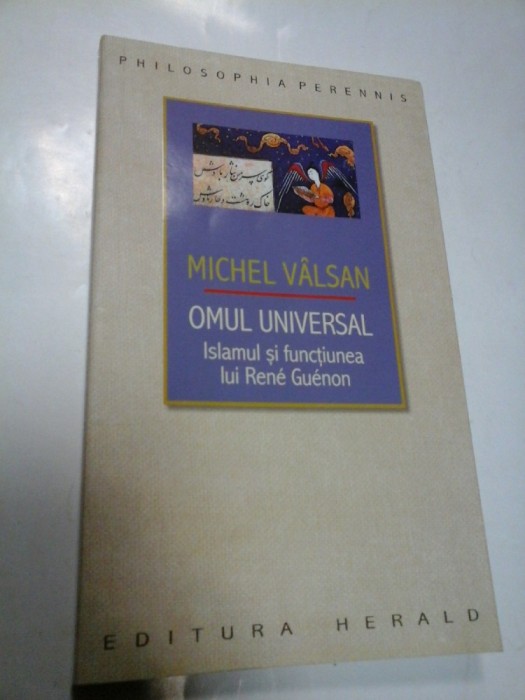 PHILOSOPHIA PERENNIS
MICHEL VÂLSAN
OMUL UNIVERSAL
Islamul și funcțiunea
lui René Guénon
EDITURA HERALD